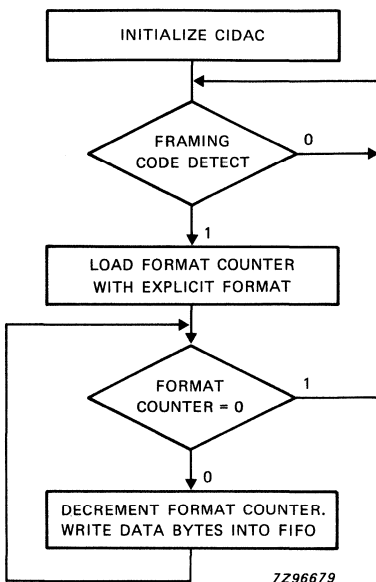 INITIALIZE CIDAC
FRAMING
CODE DETECT
0
1
LOAD FORMAT COUNTER
WITH EXPLICIT FORMAT
FORMAT
COUNTER = 0
1
0
DECREMENT FORMAT COUNTER.
WRITE DATA BYTES INTO FIFO
7Z96679